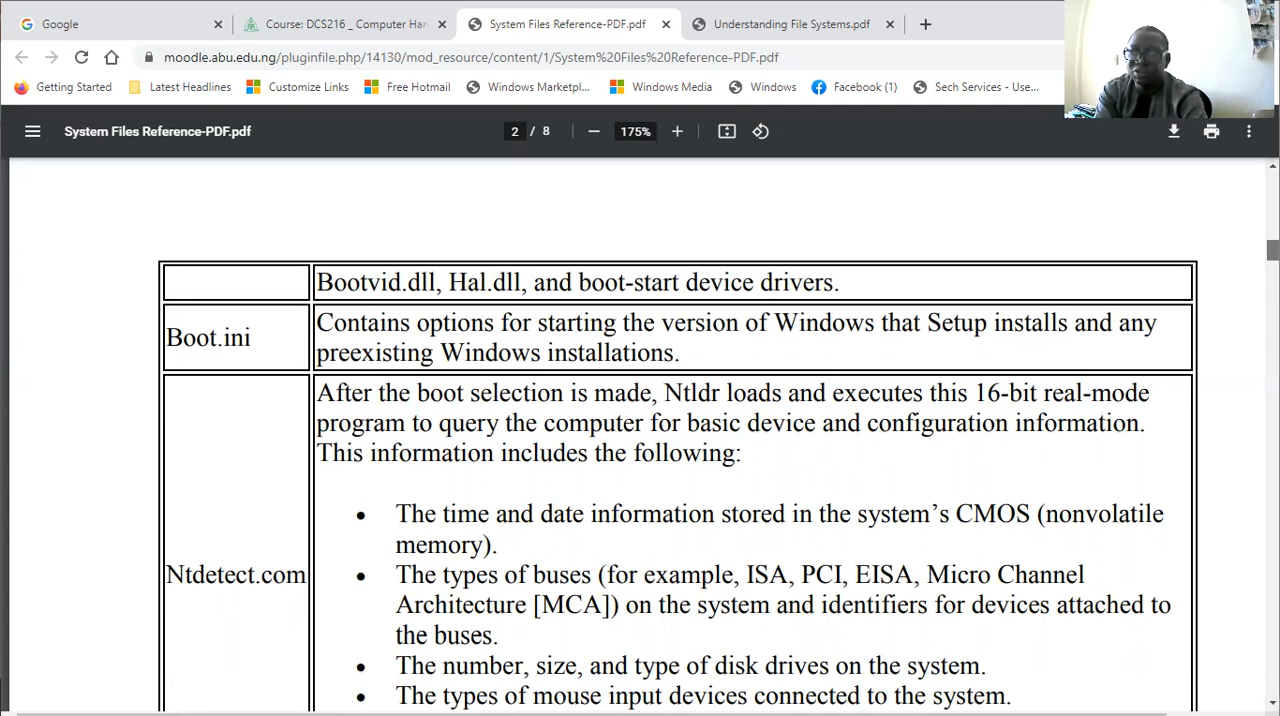 Google
Course: DCS216 _ Computer Har
System Files Reference-PDF.pdf
Understanding File Systems.pdf
moodle.abu.edu.ng/pluginfile.php/14130/mod_resource/content/1/System%20Files%20Reference-PDF.pdf
Getting Started
Latest Headlines
Customize Links
Free Hotmail
Windows Marketpl...
Windows Media
Windows
Facebook (1)
Sech Services - Use...
System Files Reference-PDF.pdf
2 / 8
175%
Bootvid.dll, Hal.dll, and boot-start device drivers.
Boot.ini
Contains options for starting the version of Windows that Setup installs and any
preexisting Windows installations.
Ntdetect.com
After the boot selection is made, Ntldr loads and executes this 16-bit real-mode
program to query the computer for basic device and configuration information.
This information includes the following:
• The time and date information stored in the system’s CMOS (nonvolatile
memory).
• The types of buses (for example, ISA, PCI, EISA, Micro Channel
Architecture [MCA]) on the system and identifiers for devices attached to
the buses.
• The number, size, and type of disk drives on the system.
• The types of mouse input devices connected to the system.